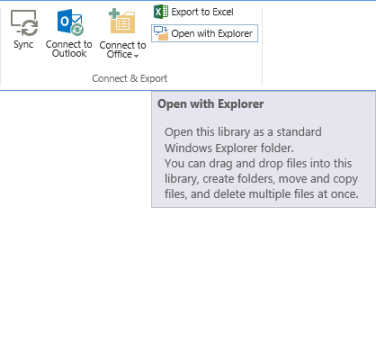 Sync
Connect to
Outlook
Connect to
Office
Export to Excel
Open with Explorer
Connect & Export
Open with Explorer
Open this library as a standard
Windows Explorer folder.
You can drag and drop files into this
library, create folders, move and copy
files, and delete multiple files at once.